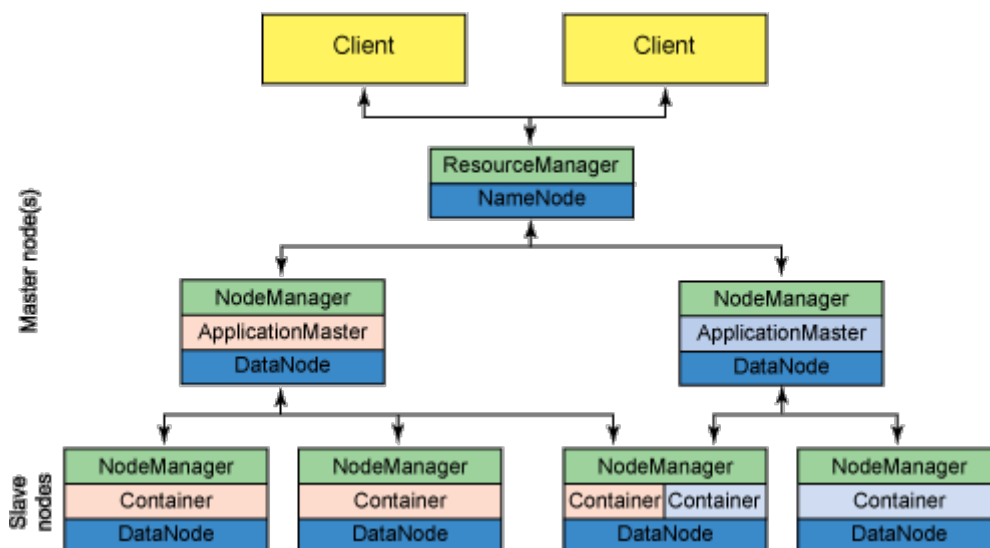 Client
Client
ResourceManager
NameNode
Master node(s)
NodeManager
ApplicationMaster
DataNode
NodeManager
ApplicationMaster
DataNode
Slave
nodes
NodeManager
Container
DataNode
NodeManager
Container
DataNode
NodeManager
Container Container
DataNode
NodeManager
Container
DataNode